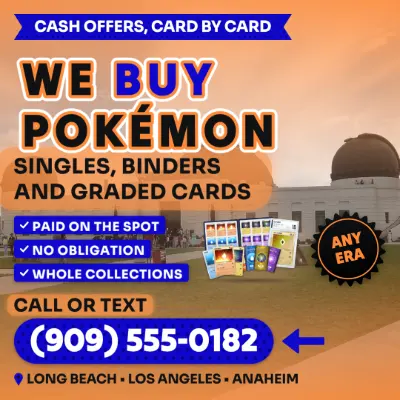 CASH OFFERS, CARD BY CARD
WE BUY
POKÉMON
SINGLES, BINDERS
AND GRADED CARDS
✓ PAID ON THE SPOT
✓ NO OBLIGATION
✓ WHOLE COLLECTIONS
ANY
ERA
CALL OR TEXT
(909) 555-0182
LONG BEACH • LOS ANGELES • ANAHEIM